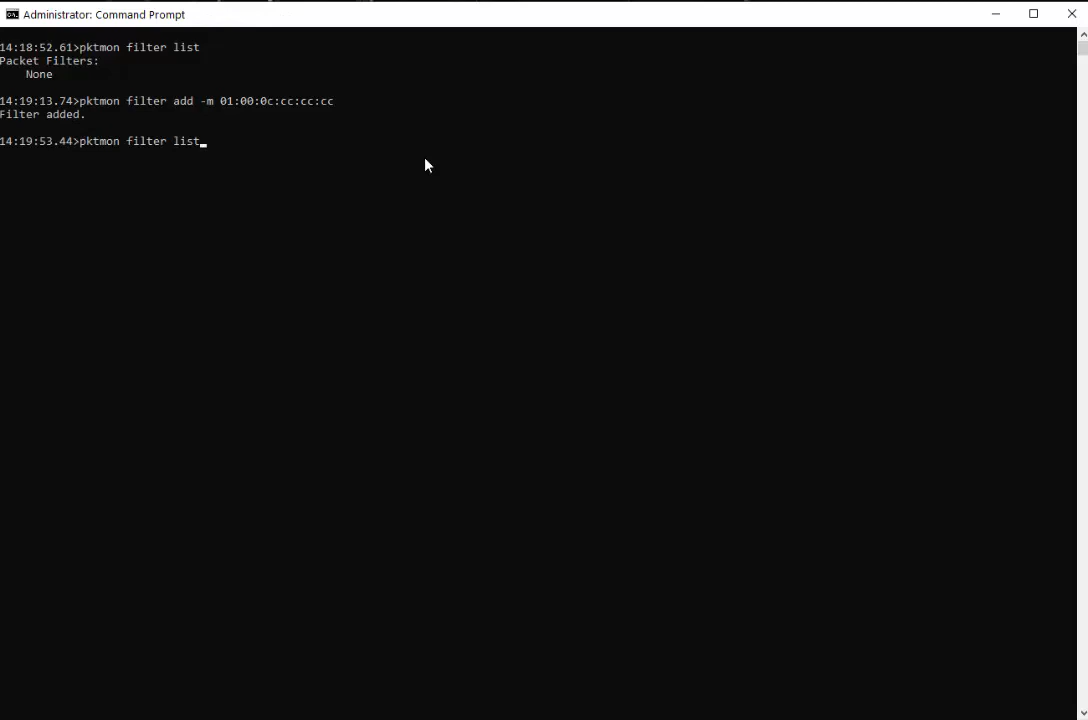 Administrator: Command Prompt
14:18:52.61>pktmon filter list
Packet Filters:
    None
14:19:13.74>pktmon filter add -m 01:00:0c:cc:cc:cc
Filter added.
14:19:53.44>pktmon filter list